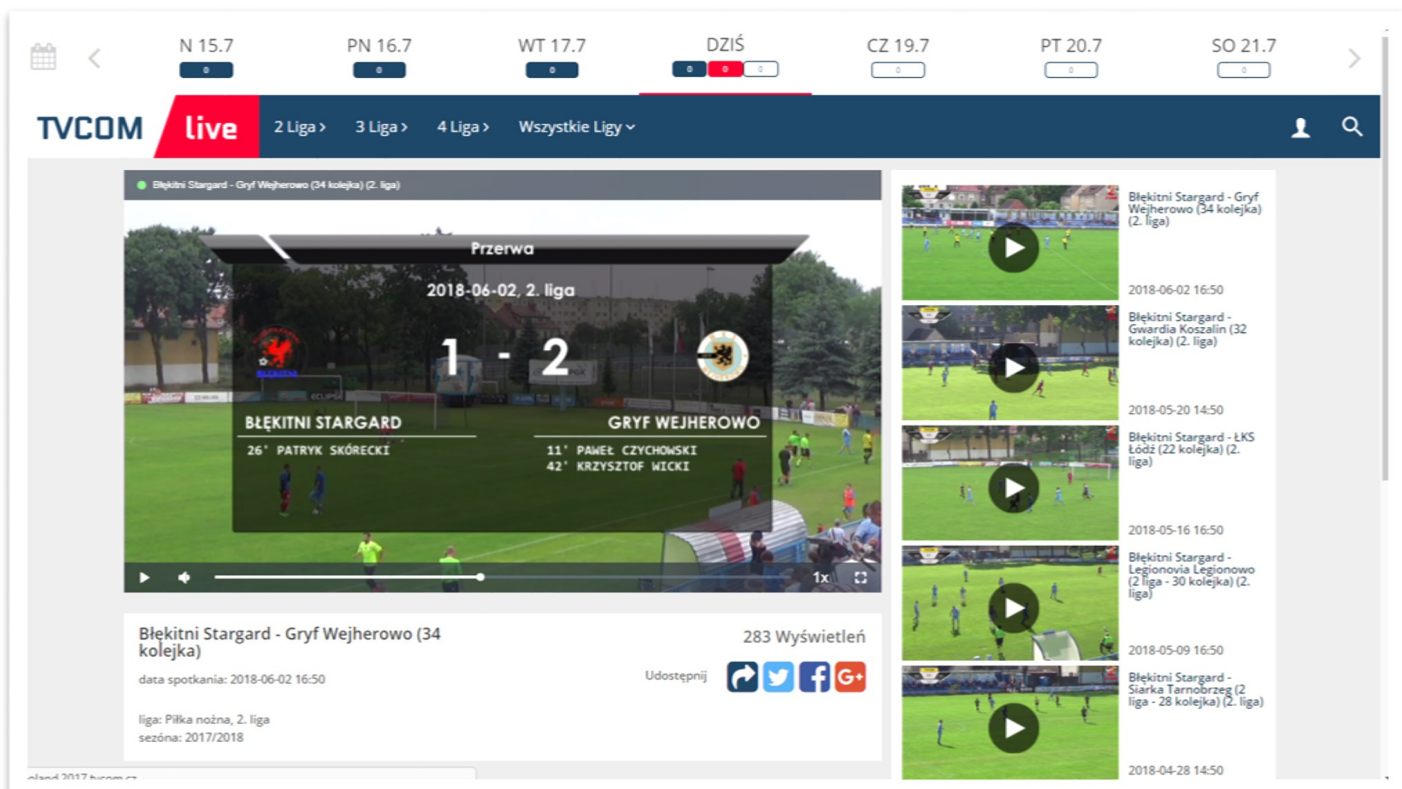 N 15.7
0
PN 16.7
0
WT 17.7
0
DZIŚ
0 0 0
CZ 19.7
0
PT 20.7
0
SO 21.7
0
TVCOM live
2 Liga
3 Liga
4 Liga
Wszystkie Ligy
Błękitni Stargard - Gryf Wejherowo (34 kolejka) (2. liga)
Przerwa
2018-06-02, 2. liga
1 - 2
BŁĘKITNI
BŁĘKITNI STARGARD
26' PATRYK SKÓRECKI
GRYF WEJHEROWO
11' PAWEŁ CZYCHOWSKI
42' KRZYSZTOF WICKI
1x
Błękitni Stargard - Gryf Wejherowo (34
kolejka)
data spotkania: 2018-06-02 16:50
liga: Piłka nożna, 2. liga
sezóna: 2017/2018
283 Wyświetleń
Udostępnij
G+
Błękitni Stargard - Gryf
Wejherowo (34 kolejka)
(2. liga)
2018-06-02 16:50
Błękitni Stargard -
Gwardia Koszalin (32
kolejka) (2. liga)
2018-05-20 14:50
Błękitni Stargard - ŁKS
Łódź (22 kolejka) (2.
liga)
2018-05-16 16:50
Błękitni Stargard -
Legionovia Legionowo
(2 liga - 30 kolejka) (2.
liga)
2018-05-09 16:50
Błękitni Stargard -
Siarka Tarnobrzeg (2
liga - 28 kolejka) (2. liga)
2018-04-28 14:50